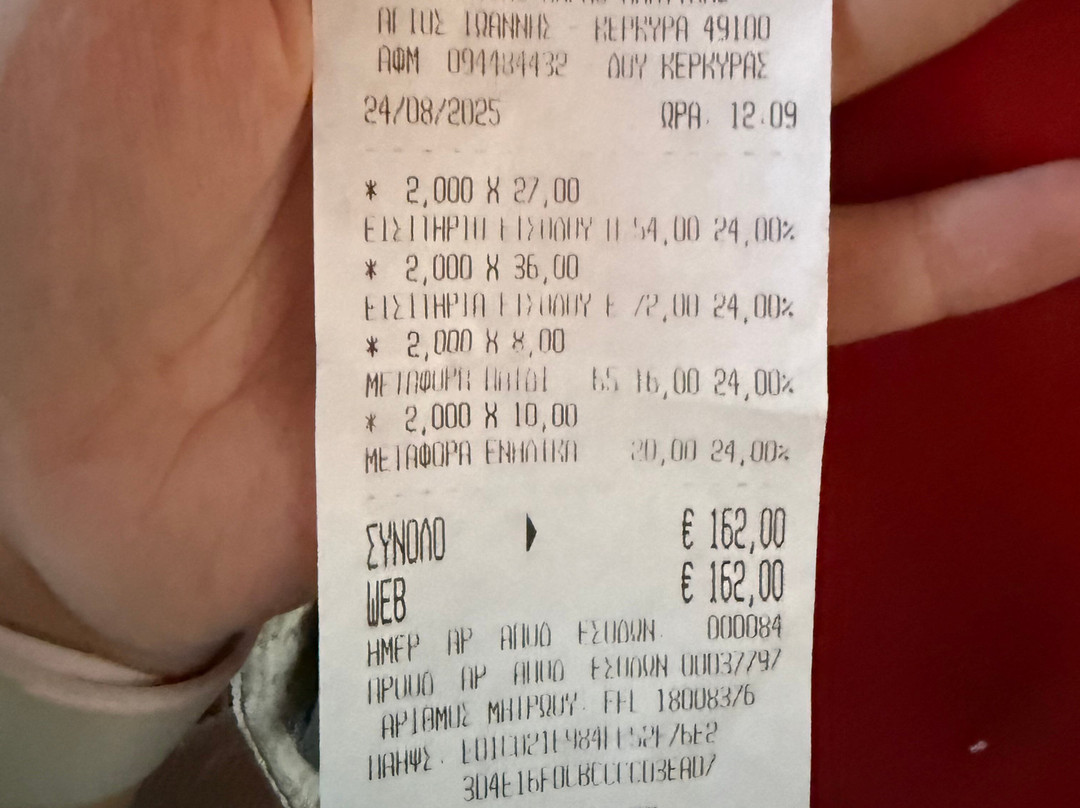 ΑΓΙΟΣ ΙΩΑΝΝΗΣ - ΚΕΡΚΥΡΑ 49100
ΑΦΜ 094484432 ΔΟΥ ΚΕΡΚΥΡΑΣ
24/08/2025 ΩΡΑ. 12.09
* 2,000 X 27,00
ΕΙΣΙΤΗΡΙΑ ΕΙΣΟΔΟΥ Π 54,00 24,00%
* 2,000 X 36,00
ΕΙΣΙΤΗΡΙΑ ΕΙΣΟΔΟΥ Ε 72,00 24,00%
* 2,000 X 8,00
ΜΕΤΑΦΟΡΑ 16,00 24,00%
* 2,000 X 10,00
ΜΕΤΑΦΟΡΑ ΕΝΗΛΙΚΑ 20,00 24,00%
ΣΥΝΟΛΟ € 162,00
WEB € 162,00
ΗΜΕΡ ΑΡ ΑΠΟΔ ΕΣΟΔΩΝ. 000084
ΠΡΟΟΔ ΑΡ ΑΠΟΔ ΕΣΟΔΩΝ 00037797
ΑΡΙΘΜΟΣ ΜΗΤΡΩΟΥ. 18008376
ΠΑΗΨΣ.